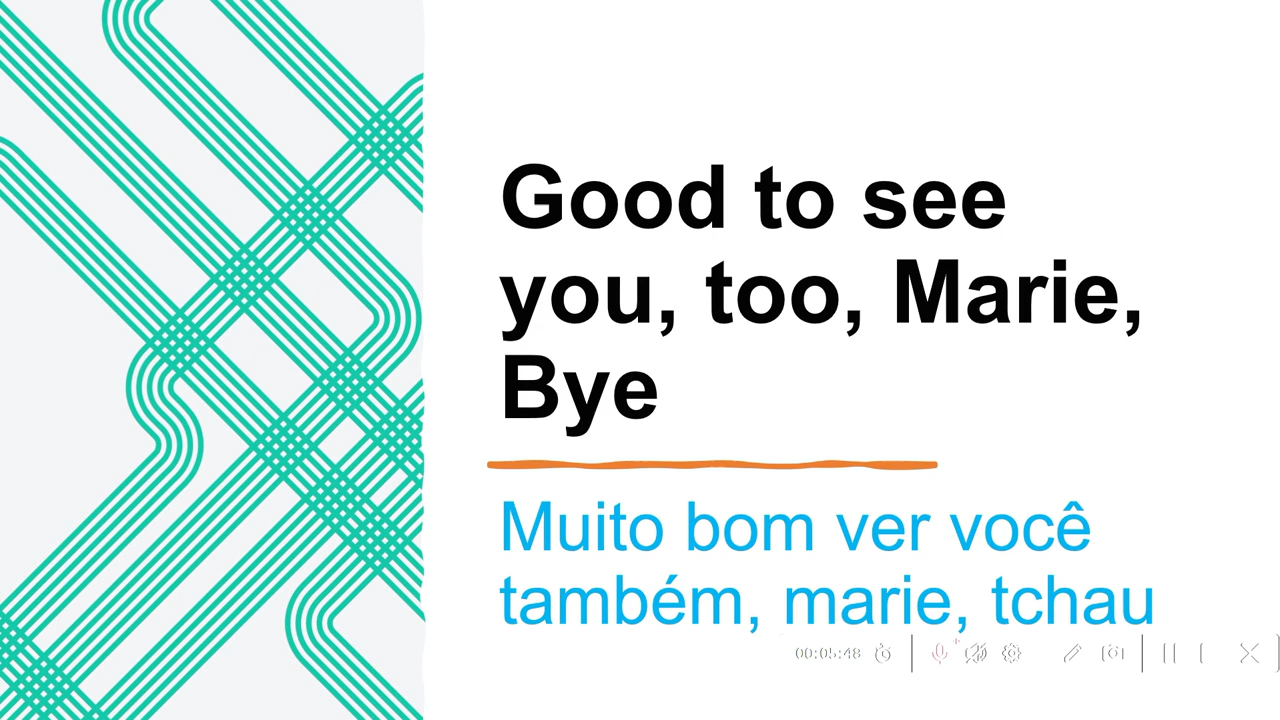 Good to see
you, too, Marie,
Bye
Muito bom ver você
também, marie, tchau
00:05:48